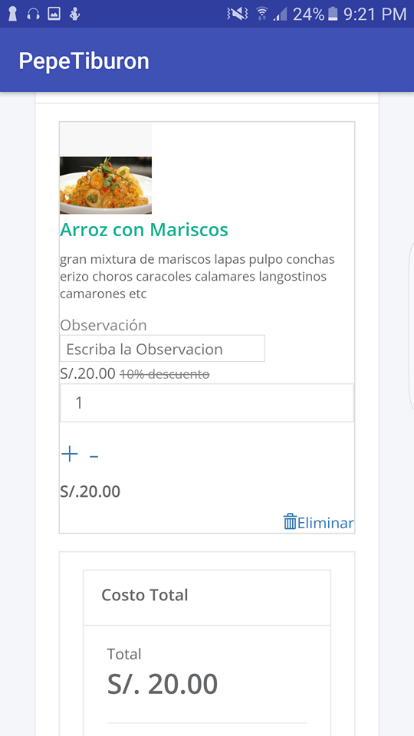 24% 9:21 PM
PepeTiburon
Arroz con Mariscos
gran mixtura de mariscos lapas pulpo conchas
erizo choros caracoles calamares langostinos
camarones etc
Observación
Escriba la Observacion
S/.20.00 10% descuento
1
+ -
S/.20.00
Eliminar
Costo Total
Total
S/. 20.00